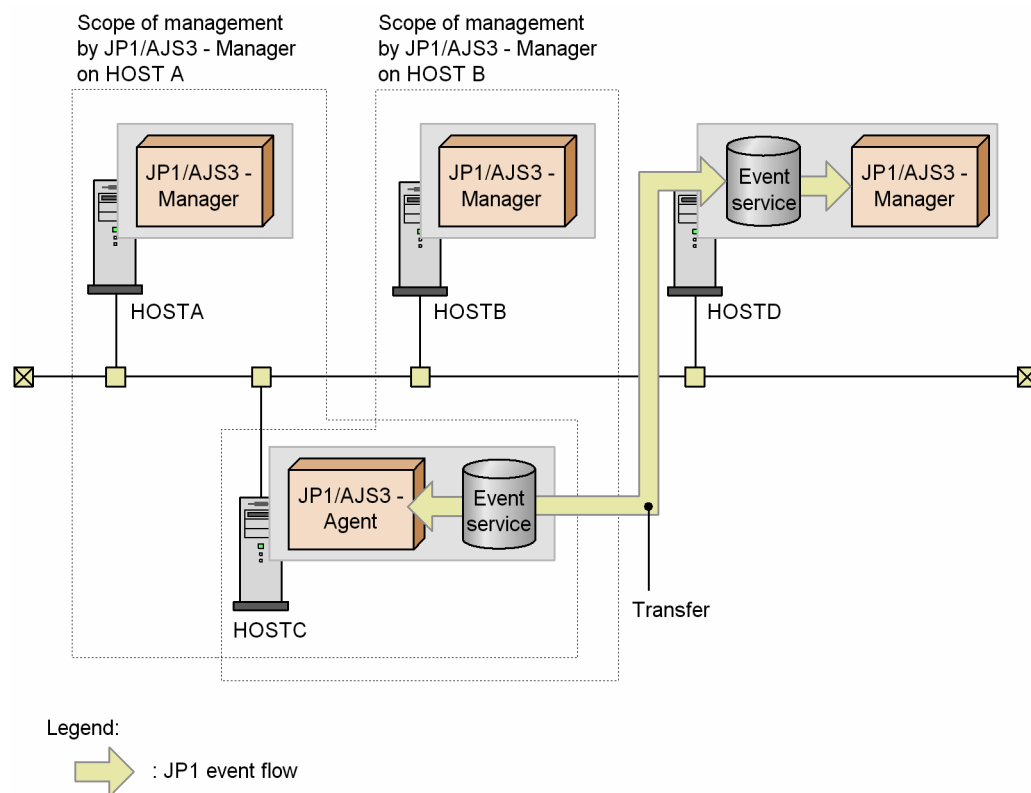 Scope of management
by JP1/AJS3 - Manager
on HOST A
Scope of management
by JP1/AJS3 - Manager
on HOST B
JP1/AJS3 -
Manager
JP1/AJS3 -
Manager
Event
service
JP1/AJS3 -
Manager
HOSTA
HOSTB
HOSTD
JP1/AJS3 -
Agent
Event
service
Transfer
HOSTC
Legend:
: JP1 event flow